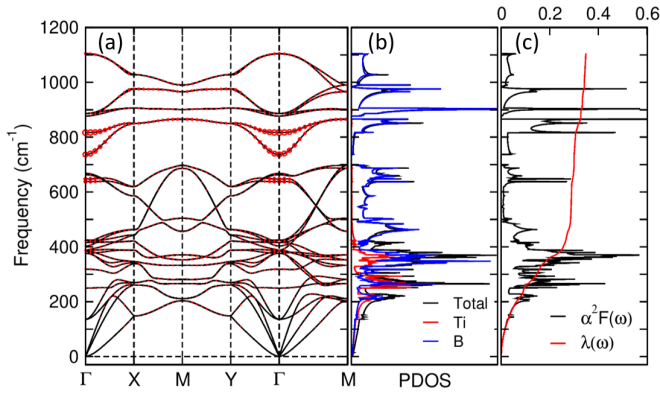 0 0.2 0.4 0.6
1200
1000
800
600
400
200
0
Frequency (cm⁻¹)
(a)
(b)
(c)
Total
Ti
B
α²F(ω)
λ(ω)
Γ X M Y Γ M
PDOS